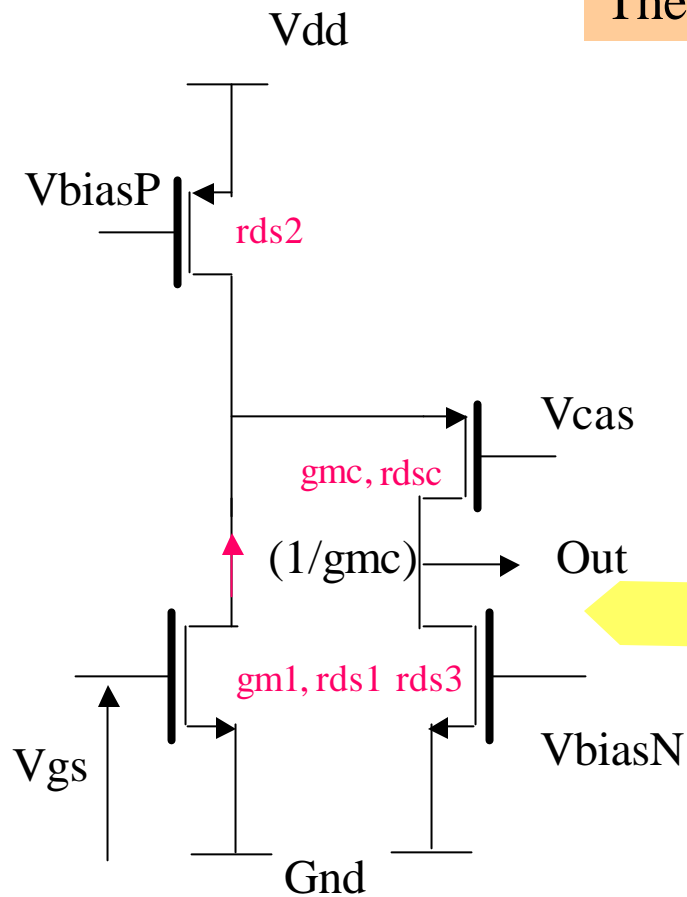 The
Vdd
VbiasP
rds2
Vcas
gmc, rdsc
(1/gmc)
Out
gm1, rds1 rds3
Vgs
VbiasN
Gnd